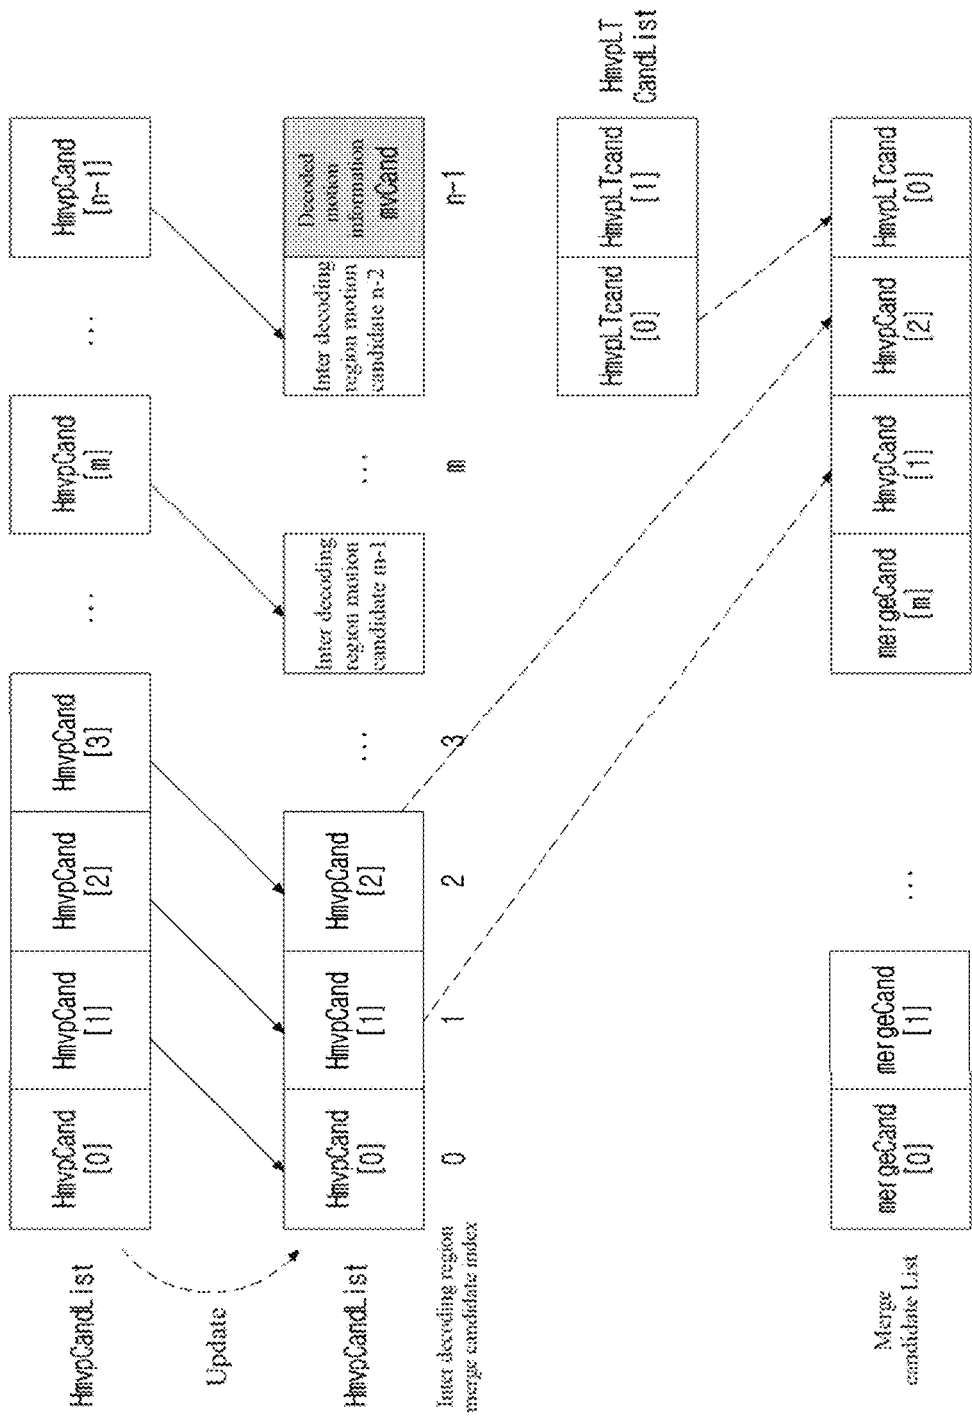 HmvpCandList
HmvpCand
[0]
HmvpCand
[1]
HmvpCand
[2]
HmvpCand
[3]
...
HmvpCand
[m]
...
HmvpCand
[n-1]
Update
HmvpCandList
HmvpCand
[0]
HmvpCand
[1]
HmvpCand
[2]
...
Inter decoding
region motion
candidate m-1
...
Inter decoding
region motion
candidate n-2
Decoded
motion
information
mvCand
Inter decoding region
merge candidate index
0
1
2
3
m
n-1
HmvpLTcand
[0]
HmvpLTcand
[1]
HmvpLT
CandList
Merge
candidate List
mergeCand
[0]
mergeCand
[1]
...
mergeCand
[m]
HmvpCand
[1]
HmvpCand
[2]
HmvpLTcand
[0]